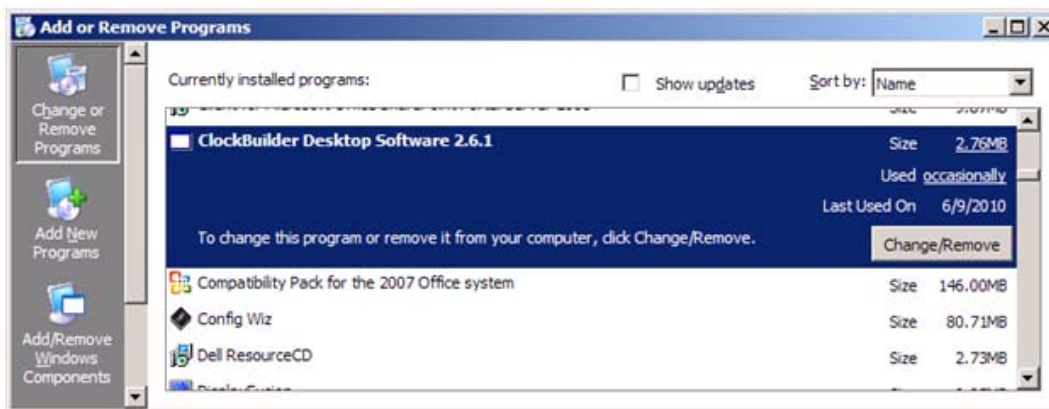 Add or Remove Programs
Change or
Remove
Programs
Add New
Programs
Add/Remove
Windows
Components
Currently installed programs:
Show updates
Sort by: Name
ClockBuilder Desktop Software 2.6.1 Size 2.76MB
Used occasionally
Last Used On 6/9/2010
To change this program or remove it from your computer, click Change/Remove. Change/Remove
Compatibility Pack for the 2007 Office system Size 146.00MB
Config Wiz Size 80.71MB
Dell ResourceCD Size 2.73MB